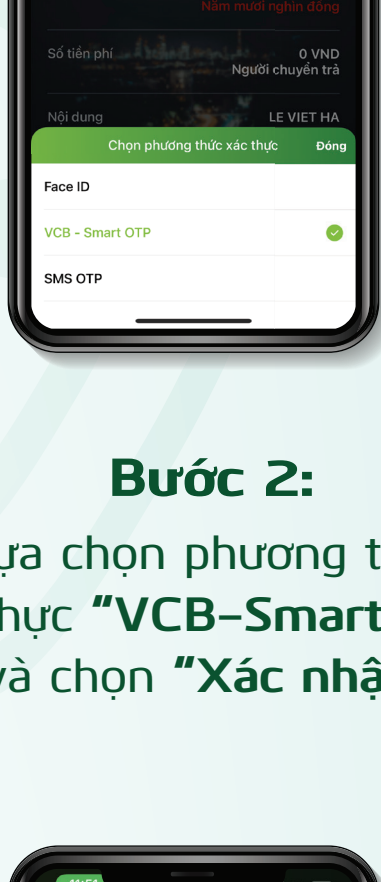 Năm mươi nghìn đồng
Số tiền phí 0 VND
Người chuyển trả
Nội dung LE VIET HA
Chọn phương thức xác thực Đóng
Face ID
VCB - Smart OTP
SMS OTP
Bước 2:
ựa chọn phương t
hực "VCB–Smart
và chọn "Xác nhậ